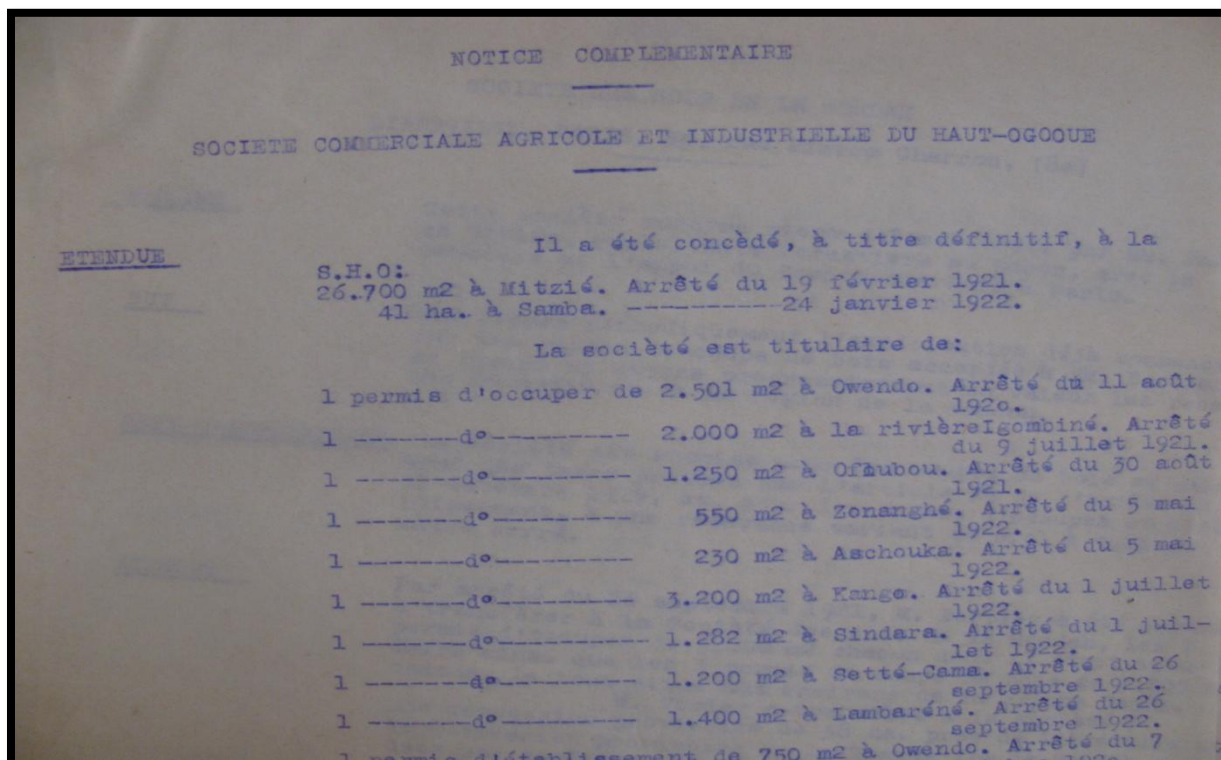 NOTICE COMPLEMENTAIRE
SOCIETE COMMERCIALE AGRICOLE ET INDUSTRIELLE DU HAUT-OGOOUE
ETENDUE
Il a été concèdé, à titre définitif, à la
S.H.O:
26.700 m2 à Mitzié. Arrêté du 19 février 1921.
41 ha. à Samba. ----------24 janvier 1922.
La socièté est titulaire de:
1 permis d'occuper de 2.501 m2 à Owendo. Arrêté du 11 août
1920.
1 -------d°--------- 2.000 m2 à la rivièreIgombiné. Arrêté
du 9 juillet 1921.
1 -------d°--------- 1.250 m2 à Ofoubou. Arrêté du 30 août
1921.
1 -------d°--------- 550 m2 à Zonanghé. Arrêté du 5 mai
1922.
1 -------d°--------- 230 m2 à Aschouka. Arrêté du 5 mai
1922.
1 -------d°--------- 3.200 m2 à Kango. Arrêté du 1 juillet
1922.
1 -------d°--------- 1.282 m2 à Sindara. Arrêté du 1 juil-
let 1922.
1 -------d°--------- 1.200 m2 à Setté-Cama. Arrêté du 26
septembre 1922.
1 -------d°--------- 1.400 m2 à Lambaréné. Arrêté du 26
septembre 1922.
1 permis d'établissement de 750 m2 à Owendo. Arrêté du 7